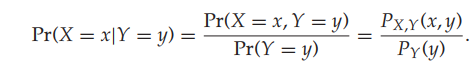 Pr(X = x|Y = y) = Pr(X = x, Y = y) / Pr(Y = y) = P_{X,Y}(x, y) / P_Y(y).